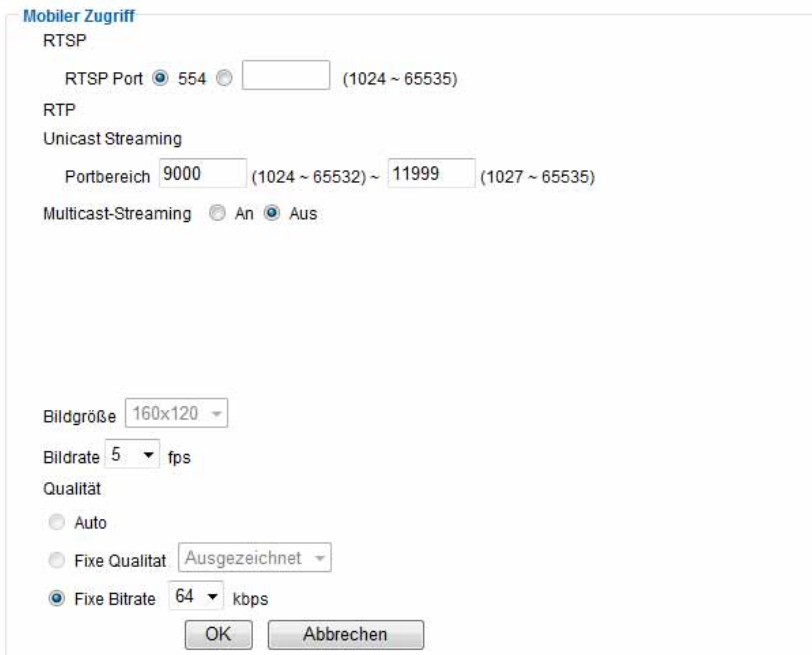 Mobiler Zugriff
RTSP
RTSP Port 554 (1024 ~ 65535)
RTP
Unicast Streaming
Portbereich 9000 (1024 ~ 65532) ~ 11999 (1027 ~ 65535)
Multicast-Streaming An Aus
Bildgröße 160x120
Bildrate 5 fps
Qualität
Auto
Fixe Qualitat Ausgezeichnet
Fixe Bitrate 64 kbps
OK Abbrechen